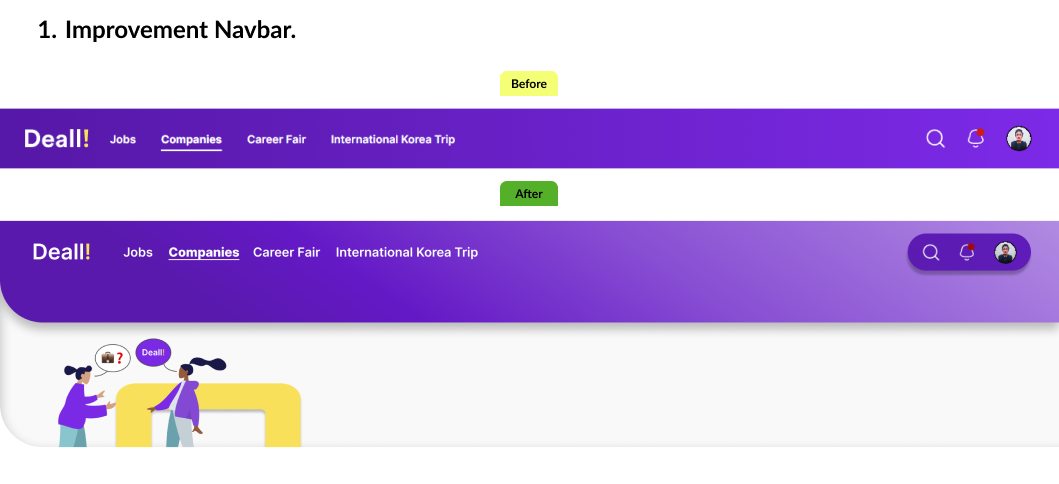 1. Improvement Navbar.
Before
Deall! Jobs Companies Career Fair International Korea Trip
After
Deall! Jobs Companies Career Fair International Korea Trip
?
Deall!